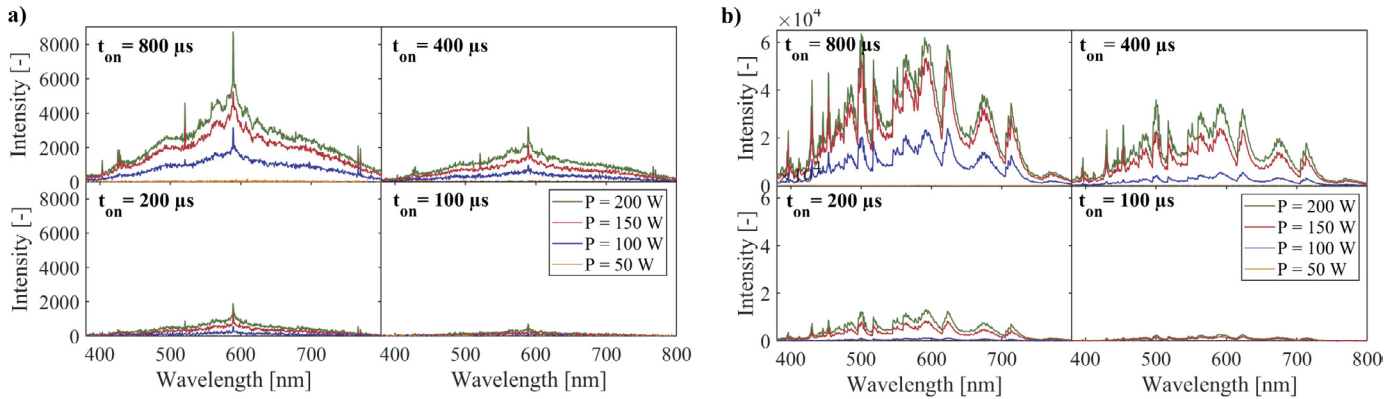 a)
t_on = 800 µs
t_on = 400 µs
8000
6000
4000
2000
0
Intensity [-]
t_on = 200 µs
t_on = 100 µs
8000
6000
4000
2000
0
Intensity [-]
P = 200 W
P = 150 W
P = 100 W
P = 50 W
400 500 600 700
400 500 600 700 800
Wavelength [nm]
Wavelength [nm]
b)
×10⁴
t_on = 800 µs
t_on = 400 µs
6
4
2
0
Intensity [-]
t_on = 200 µs
t_on = 100 µs
6
4
2
0
Intensity [-]
P = 200 W
P = 150 W
P = 100 W
P = 50 W
400 500 600 700
400 500 600 700 800
Wavelength [nm]
Wavelength [nm]